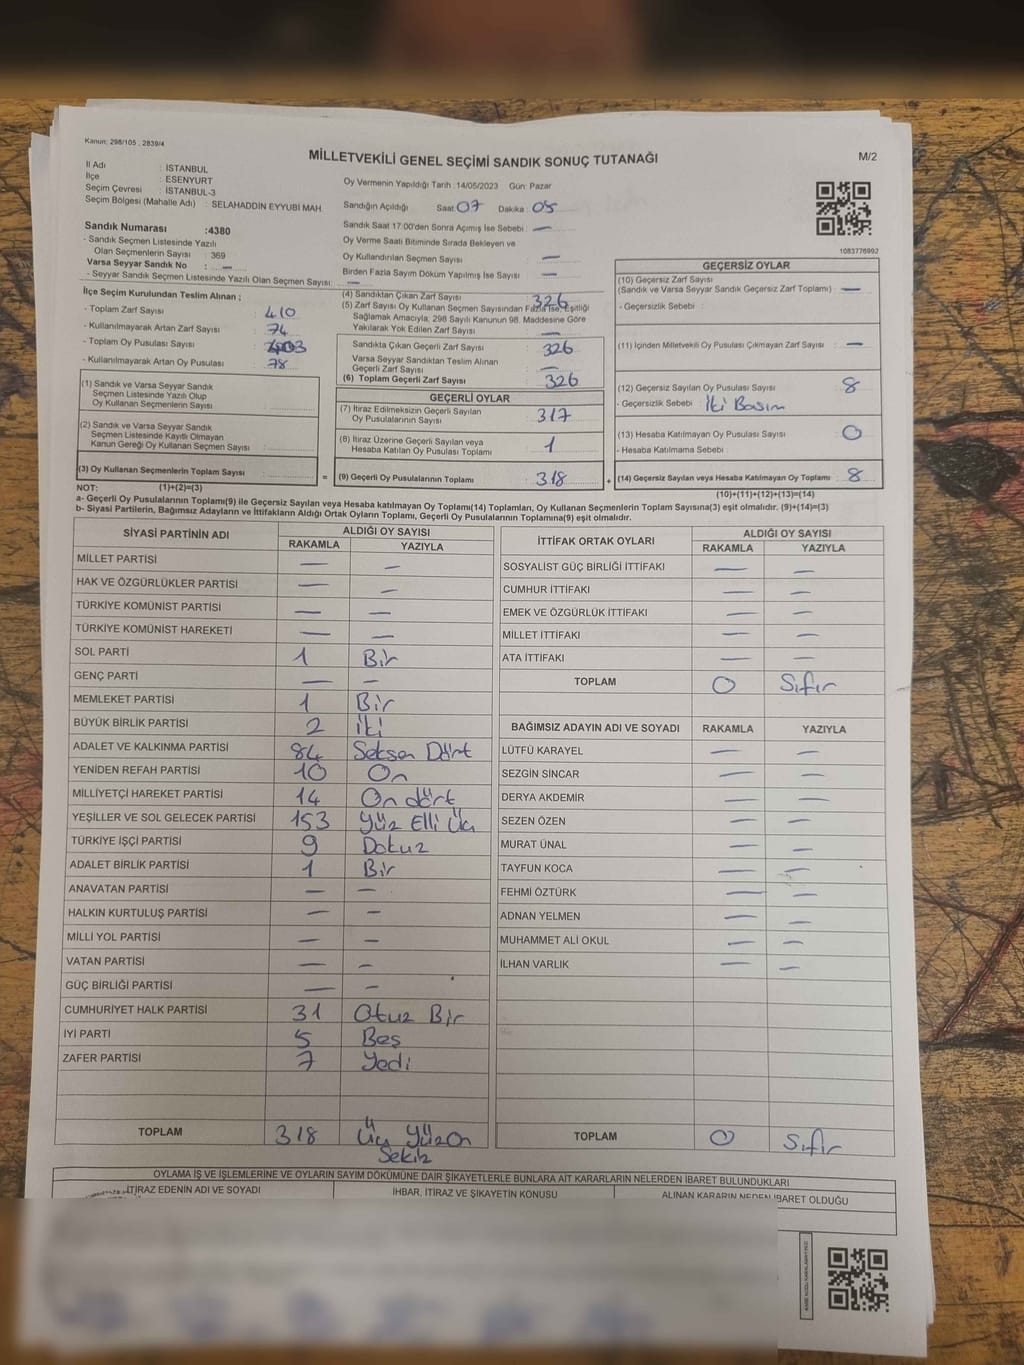 Kanun: 298/105 , 2839/4
MİLLETVEKİLİ GENEL SEÇİMİ SANDIK SONUÇ TUTANAĞI
M/2
İl Adı : İSTANBUL
İlçe : ESENYURT
Seçim Çevresi : İSTANBUL-3
Seçim Bölgesi (Mahalle Adı) : SELAHADDİN EYYUBİ MAH.
Oy Vermenin Yapıldığı Tarih :14/05/2023 Gün: Pazar
Sandığın Açıldığı Saat: 07 Dakika : 05
Sandık Saat 17:00'den Sonra Açılmış İse Sebebi : —
Oy Verme Saati Bitiminde Sırada Bekleyen ve
Oy Kullandırılan Seçmen Sayısı : —
Birden Fazla Sayım Döküm Yapılmış İse Sayısı : —
1083776992
Sandık Numarası :4380
- Sandık Seçmen Listesinde Yazılı
Olan Seçmenlerin Sayısı : 369
Varsa Seyyar Sandık No : —
- Seyyar Sandık Seçmen Listesinde Yazılı Olan Seçmen Sayısı: —
İlçe Seçim Kurulundan Teslim Alınan ;
- Toplam Zarf Sayısı : 410
- Kullanılmayarak Artan Zarf Sayısı : 74
- Toplam Oy Pusulası Sayısı :
- Kullanılmayarak Artan Oy Pusulası : 78
(1) Sandık ve Varsa Seyyar Sandık
Seçmen Listesinde Yazılı Olup
Oy Kullanan Seçmenlerin Sayısı :
(2) Sandık ve Varsa Seyyar Sandık
Seçmen Listesinde Kayıtlı Olmayan
Kanun Gereği Oy Kullanan Seçmen Sayısı :
(3) Oy Kullanan Seçmenlerin Toplam Sayısı
(4) Sandıktan Çıkan Zarf Sayısı : 326
(5) Zarf Sayısı Oy Kullanan Seçmen Sayısından Fazla İse, Eşitliği
Sağlamak Amacıyla, 298 Sayılı Kanunun 98. Maddesine Göre
Yakılarak Yok Edilen Zarf Sayısı : —
Sandıkta Çıkan Geçerli Zarf Sayısı : 326
Varsa Seyyar Sandıktan Teslim Alınan
Geçerli Zarf Sayısı : —
(6) Toplam Geçerli Zarf Sayısı : 326
GEÇERLİ OYLAR
(7) İtiraz Edilmeksizin Geçerli Sayılan
Oy Pusulalarının Sayısı : 317
(8) İtiraz Üzerine Geçerli Sayılan veya
Hesaba Katılan Oy Pusulası Toplamı : 1
= (9) Geçerli Oy Pusulalarının Toplamı : 318
GEÇERSİZ OYLAR
(10) Geçersiz Zarf Sayısı
(Sandık ve Varsa Seyyar Sandık Geçersiz Zarf Toplamı) : —
- Geçersizlik Sebebi :
(11) İçinden Milletvekili Oy Pusulası Çıkmayan Zarf Sayısı : —
(12) Geçersiz Sayılan Oy Pusulası Sayısı : 8
- Geçersizlik Sebebi : İki Basım
(13) Hesaba Katılmayan Oy Pusulası Sayısı : 0
- Hesaba Katılmama Sebebi :
+ (14) Geçersiz Sayılan veya Hesaba Katılmayan Oy Toplamı : 8
NOT: (1)+(2)=(3)
(10)+(11)+(12)+(13)=(14)
a- Geçerli Oy Pusulalarının Toplamı(9) ile Geçersiz Sayılan veya Hesaba katılmayan Oy Toplamı(14) Toplamları, Oy Kullanan Seçmenlerin Toplam Sayısına(3) eşit olmalıdır. (9)+(14)=(3)
b- Siyasi Partilerin, Bağımsız Adayların ve İttifakların Aldığı Ortak Oyların Toplamı, Geçerli Oy Pusulalarının Toplamına(9) eşit olmalıdır.
SİYASİ PARTİNİN ADI ALDIĞI OY SAYISI
RAKAMLA YAZIYLA
MİLLET PARTİSİ — —
HAK VE ÖZGÜRLÜKLER PARTİSİ — —
TÜRKİYE KOMÜNİST PARTİSİ — —
TÜRKİYE KOMÜNİST HAREKETİ — —
SOL PARTİ 1 Bir
GENÇ PARTİ — —
MEMLEKET PARTİSİ 1 Bir
BÜYÜK BİRLİK PARTİSİ 2 İki
ADALET VE KALKINMA PARTİSİ 84 Seksen Dört
YENİDEN REFAH PARTİSİ 10 On
MİLLİYETÇİ HAREKET PARTİSİ 14 On dört
YEŞİLLER VE SOL GELECEK PARTİSİ 153 Yüz Elli Üç
TÜRKİYE İŞÇİ PARTİSİ 9 Dokuz
ADALET BİRLİK PARTİSİ 1 Bir
ANAVATAN PARTİSİ — —
HALKIN KURTULUŞ PARTİSİ — —
MİLLİ YOL PARTİSİ — —
VATAN PARTİSİ — —
GÜÇ BİRLİĞİ PARTİSİ — —
CUMHURİYET HALK PARTİSİ 31 Otuz Bir
İYİ PARTİ 5 Beş
ZAFER PARTİSİ 7 Yedi
TOPLAM 318 Üç Yüz On
Sekiz
İTTİFAK ORTAK OYLARI ALDIĞI OY SAYISI
RAKAMLA YAZIYLA
SOSYALİST GÜÇ BİRLİĞİ İTTİFAKI — —
CUMHUR İTTİFAKI — —
EMEK VE ÖZGÜRLÜK İTTİFAKI — —
MİLLET İTTİFAKI — —
ATA İTTİFAKI — —
TOPLAM 0 Sıfır
BAĞIMSIZ ADAYIN ADI VE SOYADI RAKAMLA YAZIYLA
LÜTFÜ KARAYEL — —
SEZGİN SİNCAR — —
DERYA AKDEMİR — —
SEZEN ÖZEN — —
MURAT ÜNAL — —
TAYFUN KOCA — —
FEHMİ ÖZTÜRK — —
ADNAN YELMEN — —
MUHAMMET ALİ OKUL — —
İLHAN VARLIK — —
TOPLAM 0 Sıfır
OYLAMA İŞ VE İŞLEMLERİNE VE OYLARIN SAYIM DÖKÜMÜNE DAİR ŞİKAYETLERLE BUNLARA AİT KARARLARIN NELERDEN İBARET BULUNDUKLARI
İTİRAZ EDENİN ADI VE SOYADI İHBAR, İTİRAZ VE ŞİKAYETİN KONUSU ALINAN KARARIN NEDEN İBARET OLDUĞU